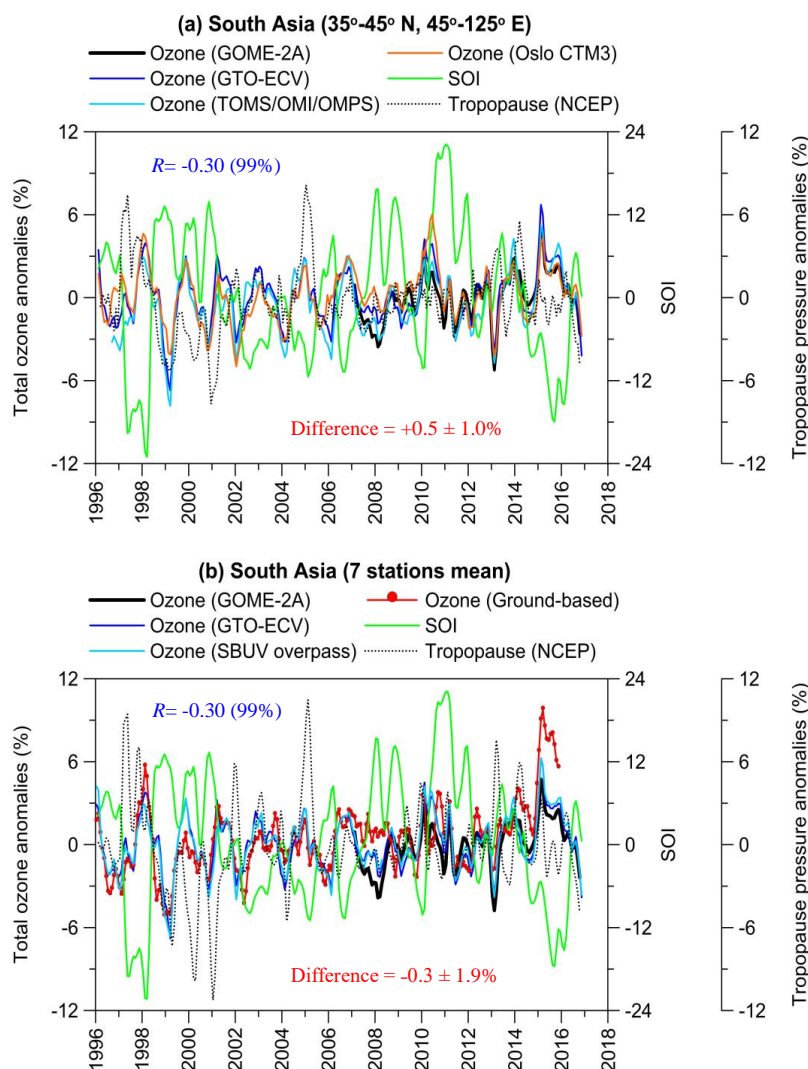 (a) South Asia (35º-45º N, 45º-125º E)
Ozone (GOME-2A)
Ozone (Oslo CTM3)
Ozone (GTO-ECV)
SOI
Ozone (TOMS/OMI/OMPS)
Tropopause (NCEP)
Total ozone anomalies (%)
12
6
0
-6
-12
R= -0.30 (99%)
Difference = +0.5 ± 1.0%
24
12
0
-12
-24
SOI
12
6
0
-6
-12
Tropopause pressure anomalies (%)
1996
1998
2000
2002
2004
2006
2008
2010
2012
2014
2016
2018
(b) South Asia (7 stations mean)
Ozone (GOME-2A)
Ozone (Ground-based)
Ozone (GTO-ECV)
SOI
Ozone (SBUV overpass)
Tropopause (NCEP)
Total ozone anomalies (%)
12
6
0
-6
-12
R= -0.30 (99%)
Difference = -0.3 ± 1.9%
24
12
0
-12
-24
SOI
12
6
0
-6
-12
Tropopause pressure anomalies (%)
1996
1998
2000
2002
2004
2006
2008
2010
2012
2014
2016
2018